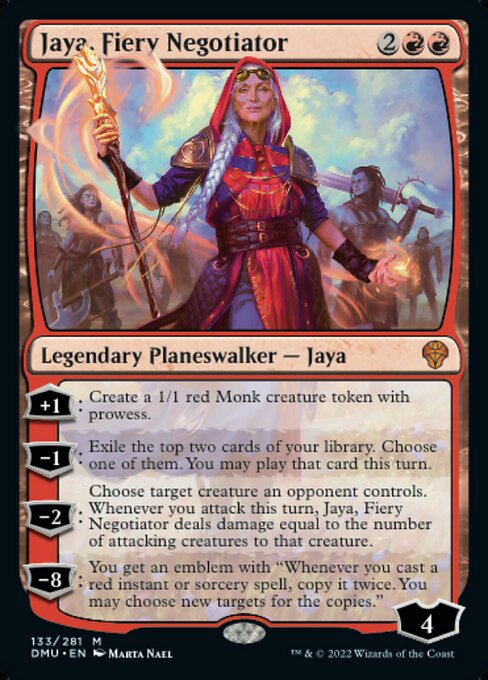 Jaya, Fiery Negotiator 2
Legendary Planeswalker — Jaya
+1 : Create a 1/1 red Monk creature token with
prowess.
−1 : Exile the top two cards of your library. Choose
one of them. You may play that card this turn.
Choose target creature an opponent controls.
Whenever you attack this turn, Jaya, Fiery
−2 : Negotiator deals damage equal to the number
of attacking creatures to that creature.
You get an emblem with “Whenever you cast a
−8 : red instant or sorcery spell, copy it twice. You
may choose new targets for the copies.”
4
133/281 M
DMU • EN Marta Nael
™ & © 2022 Wizards of the Coast